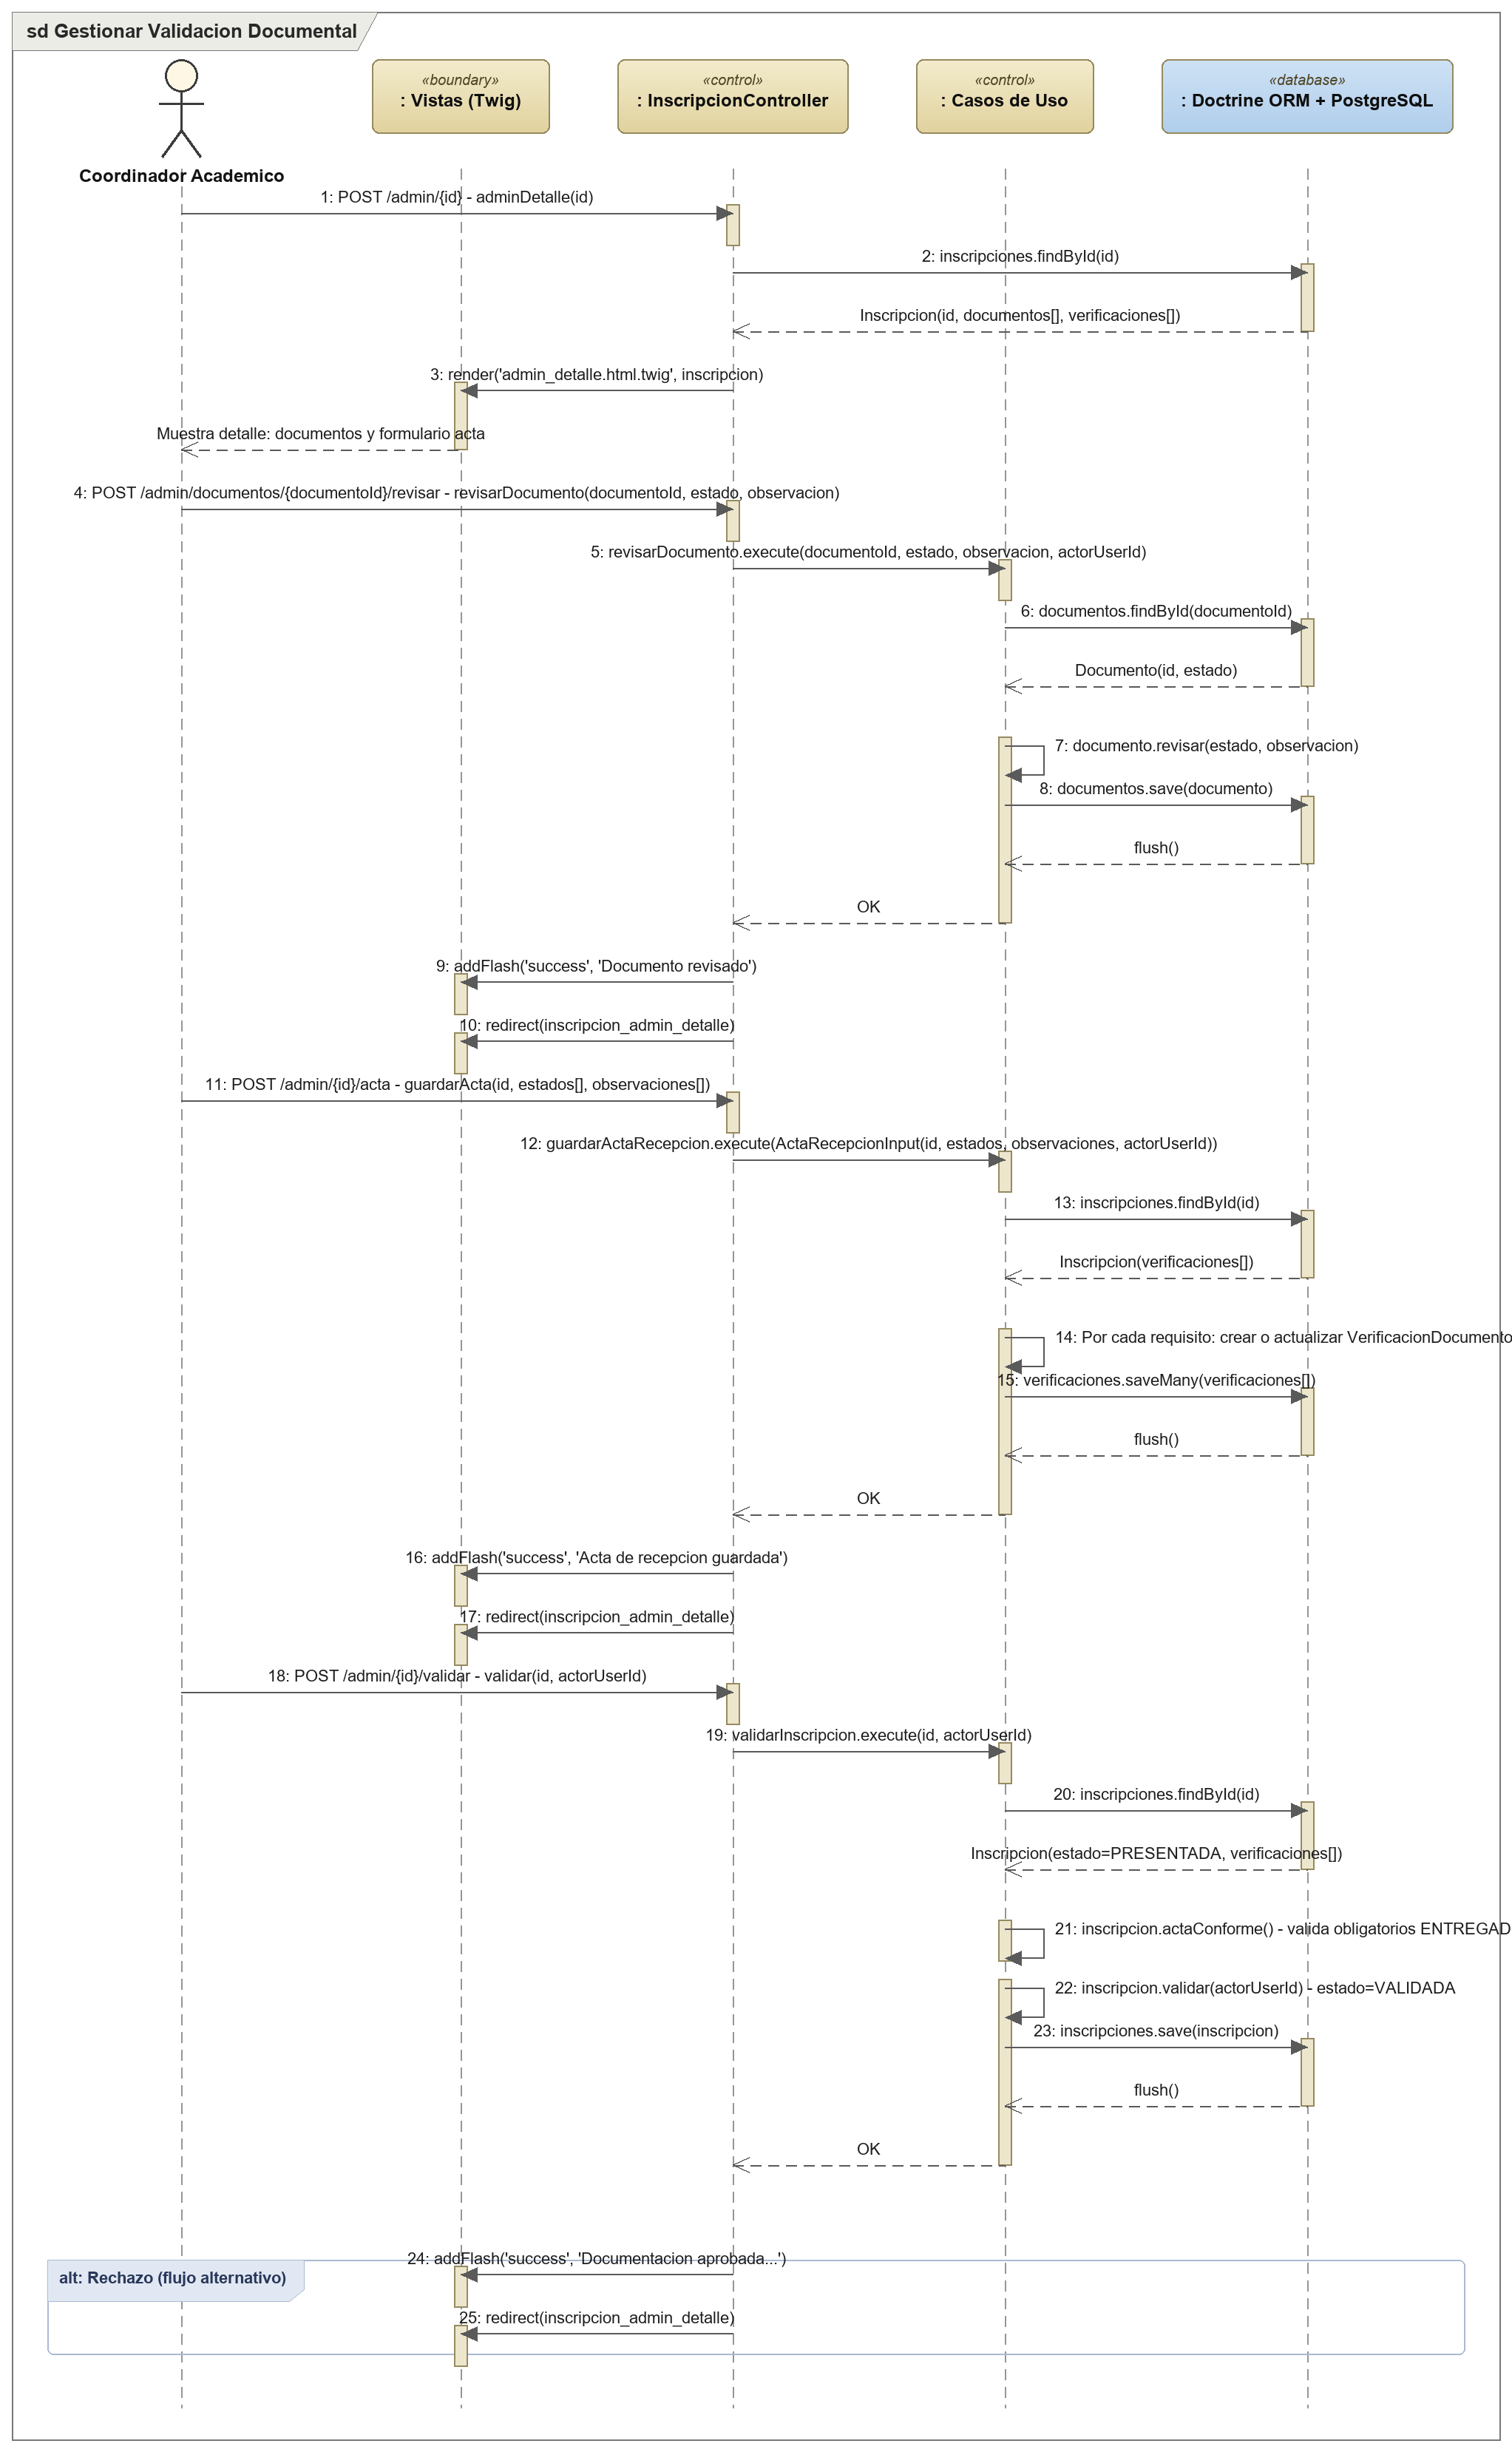 sd Gestionar Validacion Documental
Coordinador Academico
«boundary»
: Vistas (Twig)
«control»
: InscripcionController
«control»
: Casos de Uso
«database»
: Doctrine ORM + PostgreSQL
1: POST /admin/{id} - adminDetalle(id)
2: inscripciones.findById(id)
Inscripcion(id, documentos[], verificaciones[])
3: render('admin_detalle.html.twig', inscripcion)
Muestra detalle: documentos y formulario acta
4: POST /admin/documentos/{documentoId}/revisar - revisarDocumento(documentoId, estado, observacion)
5: revisarDocumento.execute(documentoId, estado, observacion, actorUserId)
6: documentos.findById(documentoId)
Documento(id, estado)
7: documento.revisar(estado, observacion)
8: documentos.save(documento)
flush()
OK
9: addFlash('success', 'Documento revisado')
10: redirect(inscripcion_admin_detalle)
11: POST /admin/{id}/acta - guardarActa(id, estados[], observaciones[])
12: guardarActaRecepcion.execute(ActaRecepcionInput(id, estados, observaciones, actorUserId))
13: inscripciones.findById(id)
Inscripcion(verificaciones[])
14: Por cada requisito: crear o actualizar VerificacionDocumento
15: verificaciones.saveMany(verificaciones[])
flush()
OK
16: addFlash('success', 'Acta de recepcion guardada')
17: redirect(inscripcion_admin_detalle)
18: POST /admin/{id}/validar - validar(id, actorUserId)
19: validarInscripcion.execute(id, actorUserId)
20: inscripciones.findById(id)
Inscripcion(estado=PRESENTADA, verificaciones[])
21: inscripcion.actaConforme() - valida obligatorios ENTREGAD
22: inscripcion.validar(actorUserId) - estado=VALIDADA
23: inscripciones.save(inscripcion)
flush()
OK
24: addFlash('success', 'Documentacion aprobada...')
alt: Rechazo (flujo alternativo)
25: redirect(inscripcion_admin_detalle)